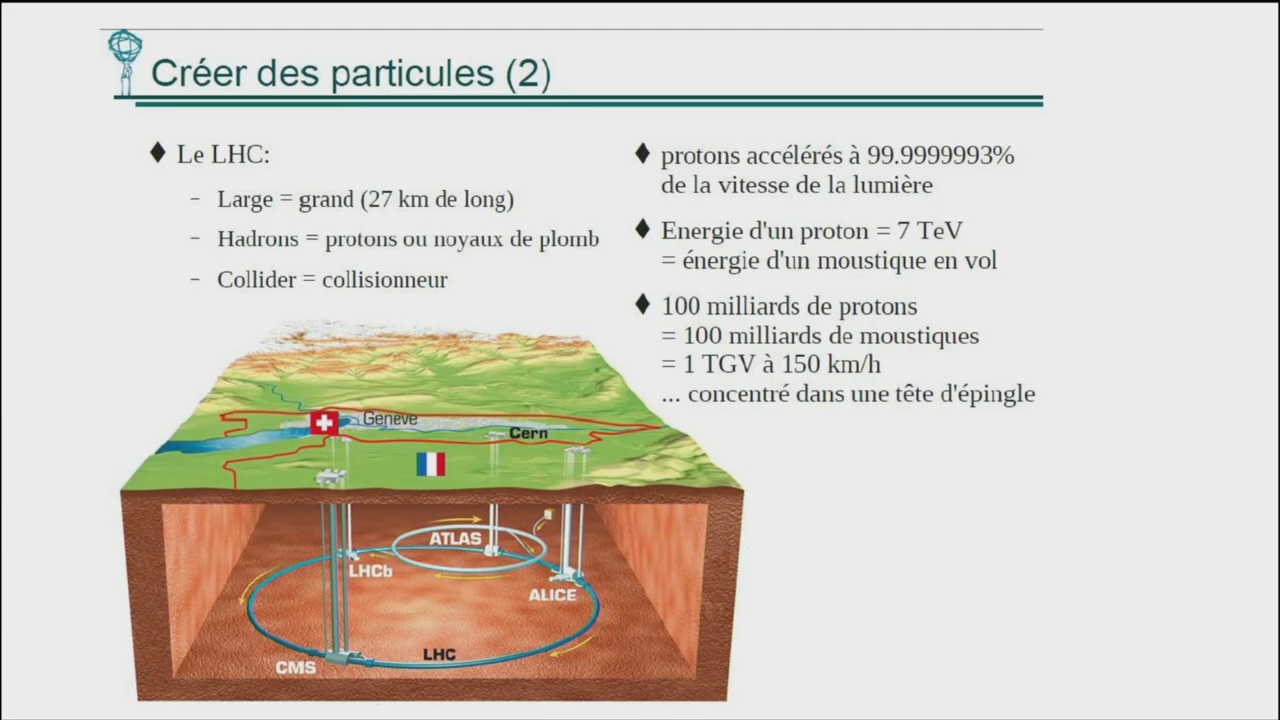 Créer des particules (2)
♦ Le LHC:
- Large = grand (27 km de long)
- Hadrons = protons ou noyaux de plomb
- Collider = collisionneur
♦ protons accélérés à 99.9999993%
de la vitesse de la lumière
♦ Energie d'un proton = 7 TeV
= énergie d'un moustique en vol
♦ 100 milliards de protons
= 100 milliards de moustiques
= 1 TGV à 150 km/h
... concentré dans une tête d'épingle
Genève
Cern
ATLAS
LHCb
ALICE
LHC
CMS